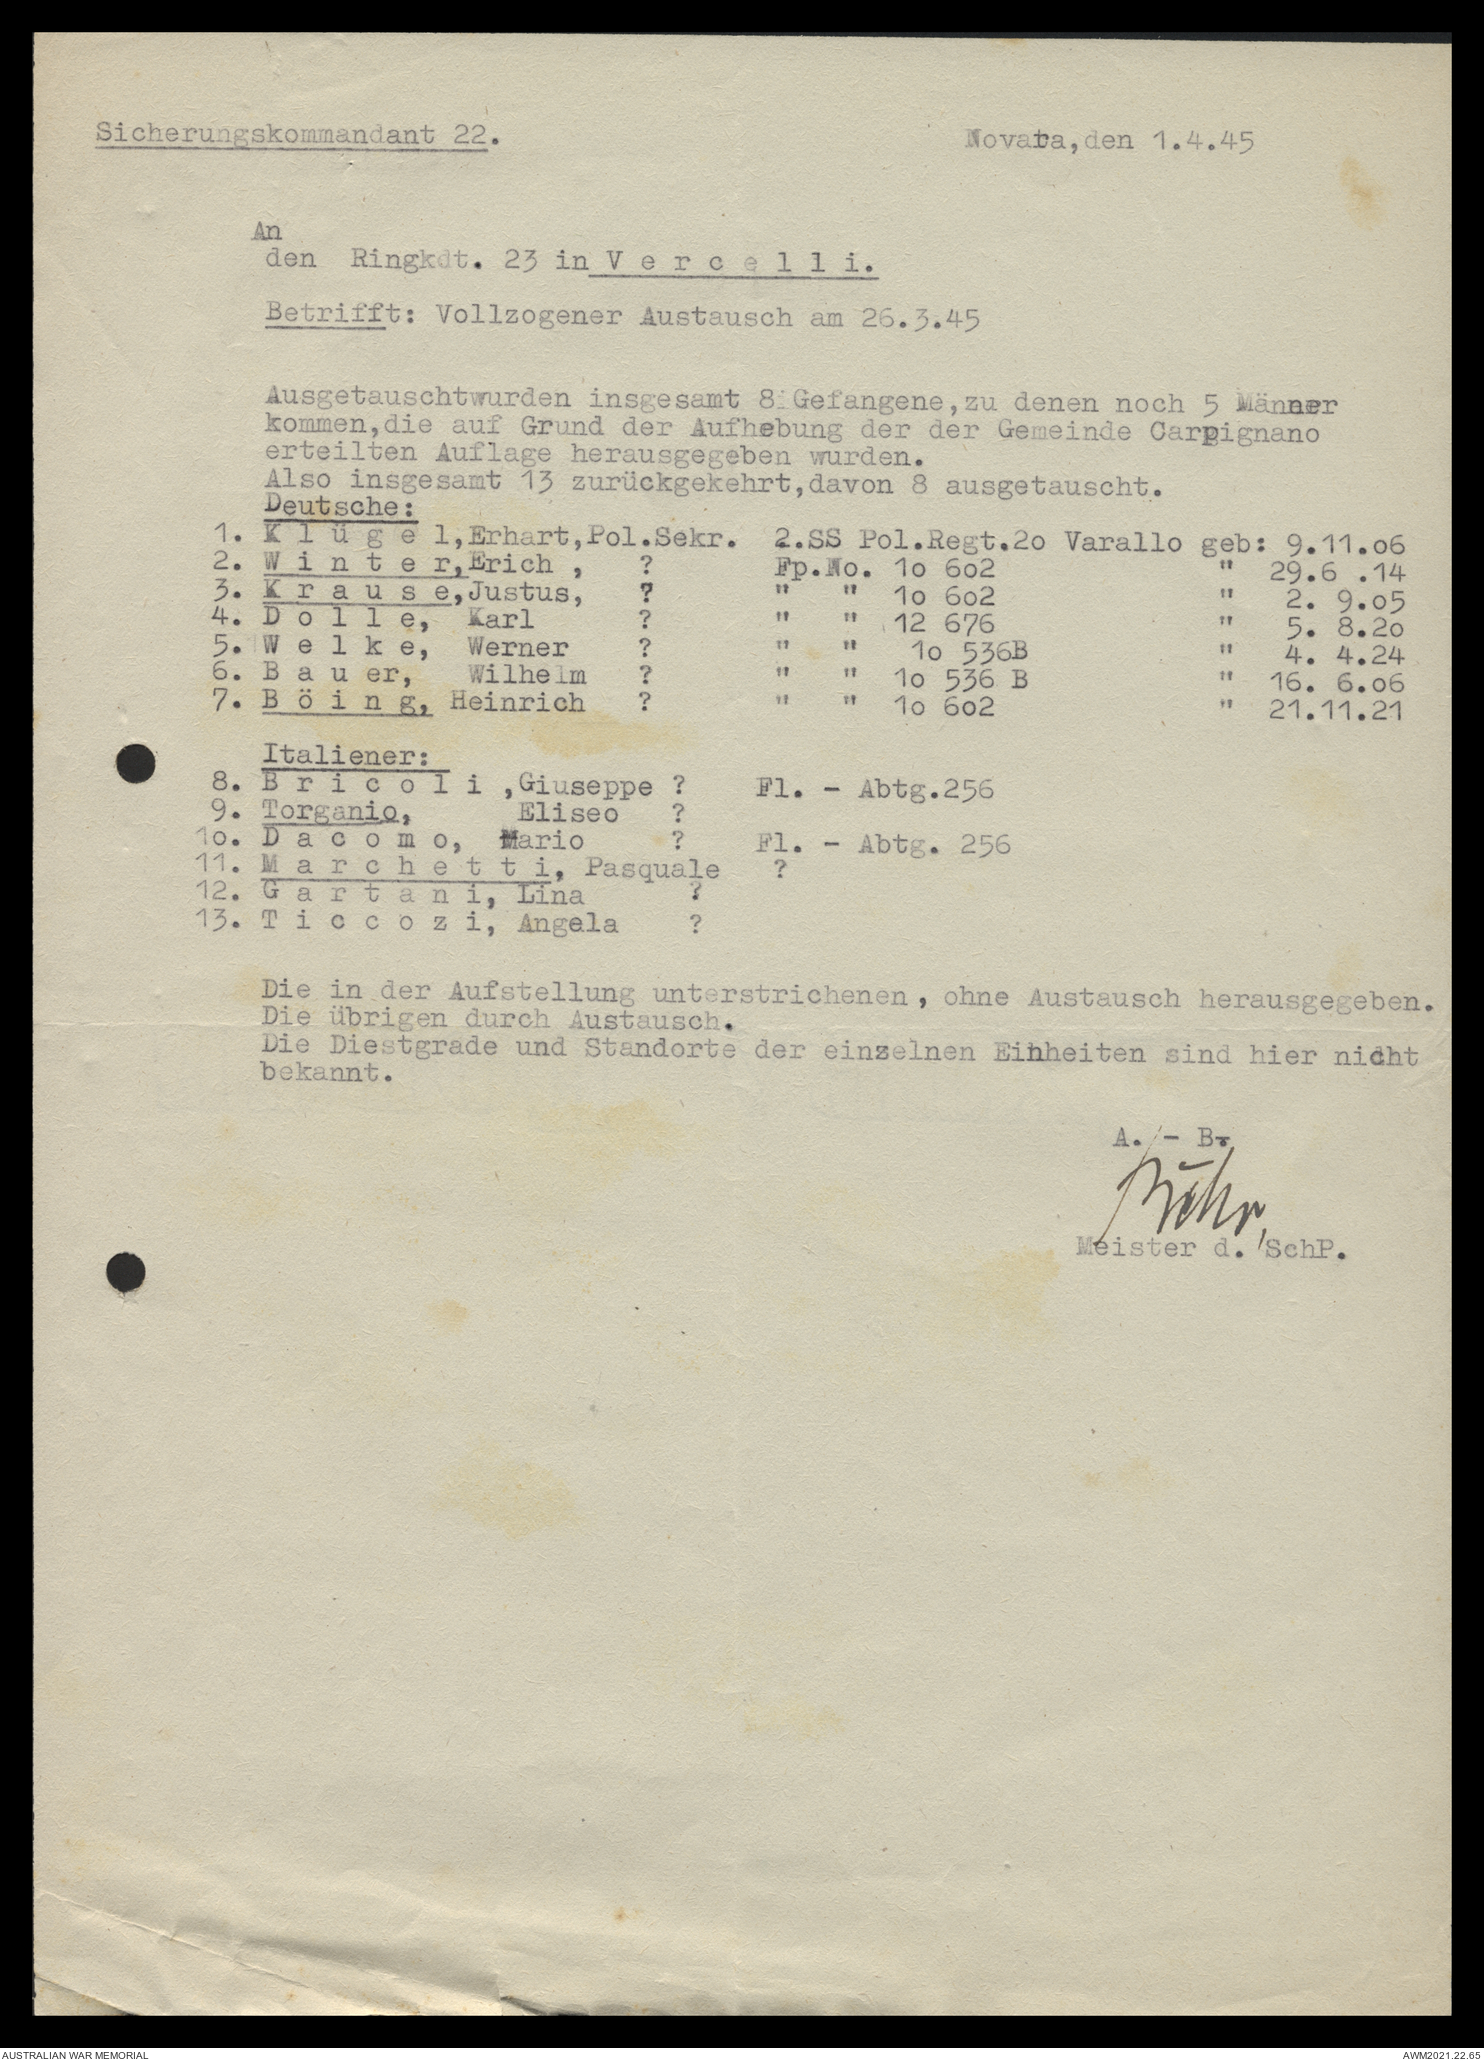 Sicherungskommandant 22.
Novara, den 1.4.45
An
den Ringkdt. 23 in V e r c e l l i.
Betrifft: Vollzogener Austausch am 26.3.45
Ausgetauschtwurden insgesamt 8 Gefangene,zu denen noch 5 Männer
kommen,die auf Grund der Aufhebung der der Gemeinde Carpignano
erteilten Auflage herausgegeben wurden.
Also insgesamt 13 zurückgekehrt,davon 8 ausgetauscht.
Deutsche:
1. K l ü g e l,Erhart,Pol.Sekr. 2.SS Pol.Regt.2o Varallo geb: 9.11.o6
2. W i n t e r,Erich , ? Fp.No. 1o 6o2 " 29.6 .14
3. K r a u s e,Justus, ? " " 1o 6o2 " 2. 9.o5
4. D o l l e, Karl ? " " 12 676 " 5. 8.2o
5. W e l k e, Werner ? " " 1o 536B " 4. 4.24
6. B a u er, Wilhelm ? " " 1o 536 B " 16. 6.o6
7. B ö i n g, Heinrich ? " " 1o 6o2 " 21.11.21
Italiener:
8. B r i c o l i ,Giuseppe ? Fl. - Abtg.256
9. Torganio, Eliseo ?
1o. D a c o m o, Mario ? Fl. - Abtg. 256
11. M a r c h e t t i, Pasquale ?
12. G a r t a n i, Lina ?
13. T i c c o z i, Angela ?
Die in der Aufstellung unterstrichenen , ohne Austausch herausgegeben.
Die übrigen durch Austausch.
Die Diestgrade und Standorte der einzelnen Einheiten sind hier nicht
bekannt.
A. - B.
Meister d. SchP.
AUSTRALIAN WAR MEMORIAL
AWM2021.22.65